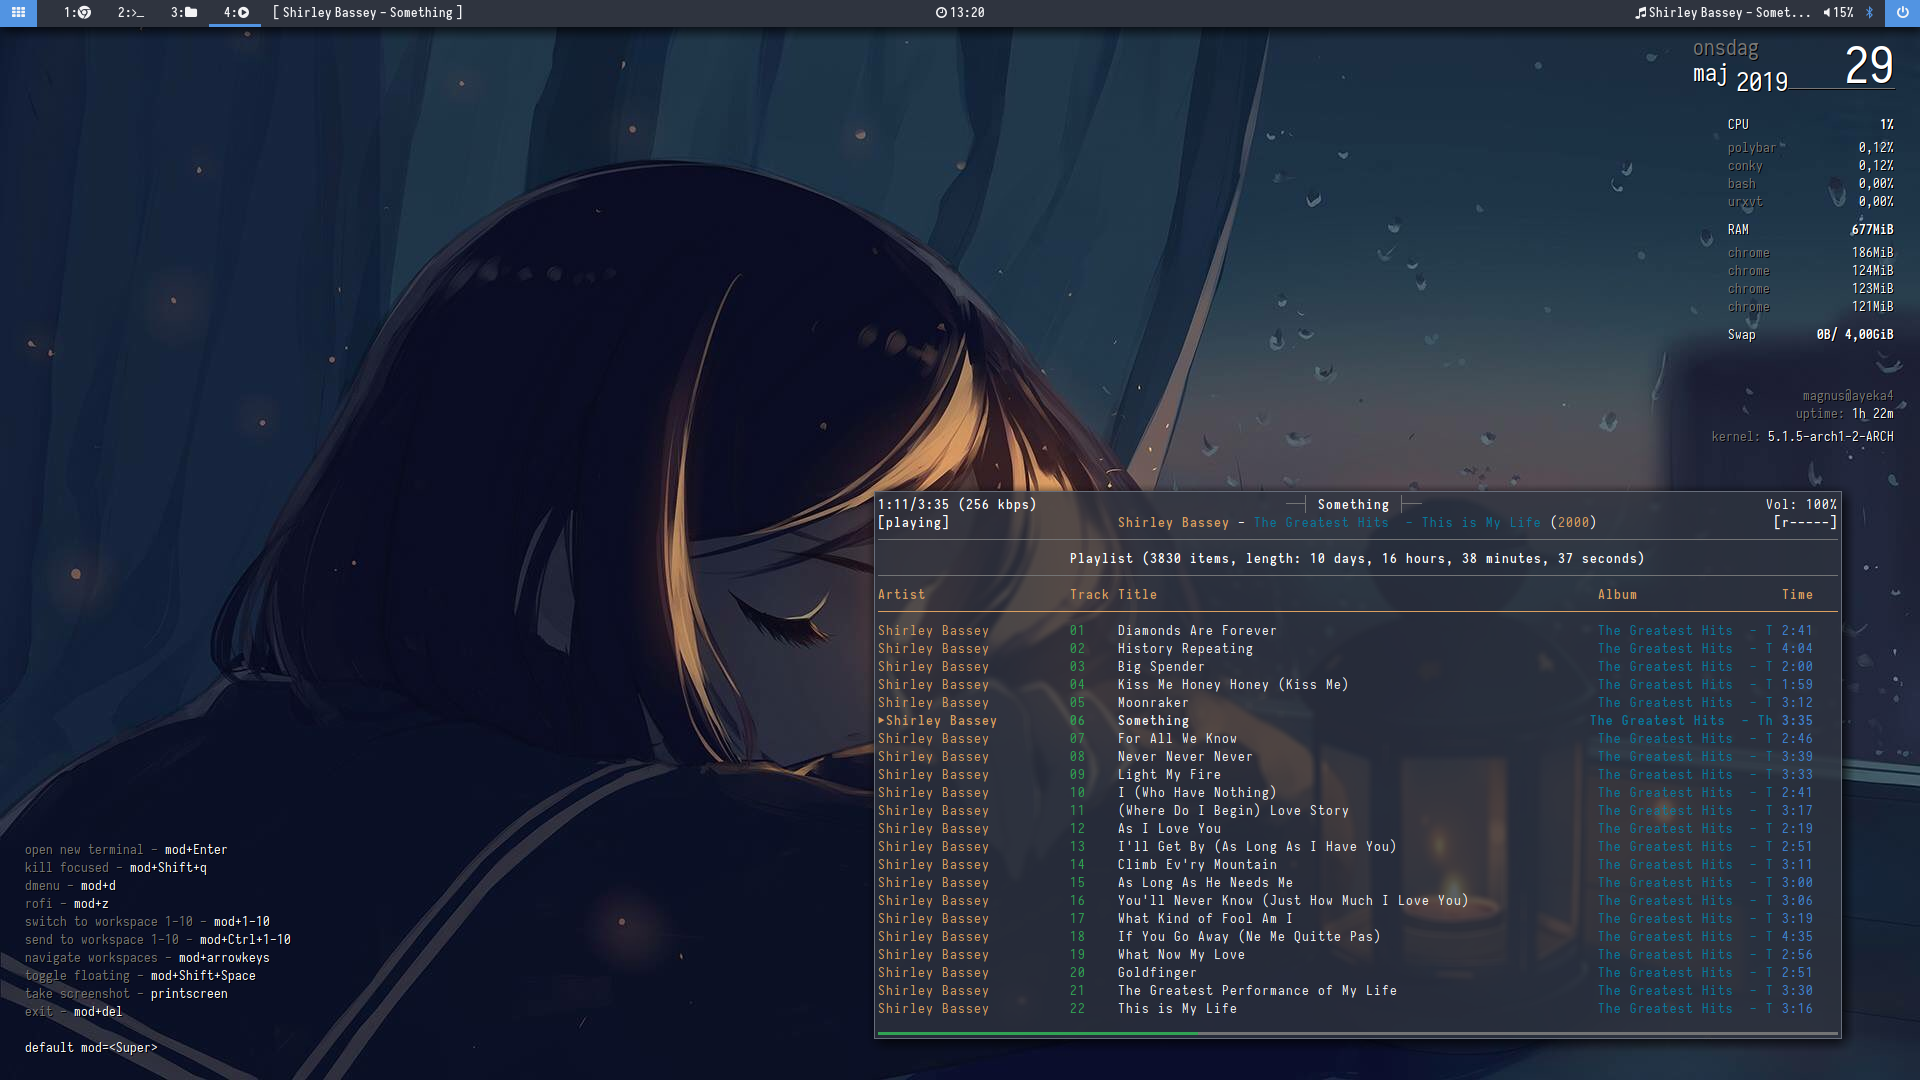 1: 2:>_ 3: 4: [ Shirley Bassey - Something ] 13:20 Shirley Bassey - Somet... 15%
onsdag 29
maj 2019
CPU 1%
polybar 0,12%
conky 0,12%
bash 0,00%
urxvt 0,00%
RAM 677MiB
chrome 186MiB
chrome 124MiB
chrome 123MiB
chrome 121MiB
Swap 0B/ 4,00GiB
magnus@ayeka4
uptime: 1h 22m
kernel: 5.1.5-arch1-2-ARCH
1:11/3:35 (256 kbps) Something Vol: 100%
[playing] Shirley Bassey - The Greatest Hits - This is My Life (2000) [r-----]
Playlist (3830 items, length: 10 days, 16 hours, 38 minutes, 37 seconds)
Artist Track Title Album Time
Shirley Bassey 01 Diamonds Are Forever The Greatest Hits - T 2:41
Shirley Bassey 02 History Repeating The Greatest Hits - T 4:04
Shirley Bassey 03 Big Spender The Greatest Hits - T 2:00
Shirley Bassey 04 Kiss Me Honey Honey (Kiss Me) The Greatest Hits - T 1:59
Shirley Bassey 05 Moonraker The Greatest Hits - T 3:12
▸Shirley Bassey 06 Something The Greatest Hits - Th 3:35
Shirley Bassey 07 For All We Know The Greatest Hits - T 2:46
Shirley Bassey 08 Never Never Never The Greatest Hits - T 3:39
Shirley Bassey 09 Light My Fire The Greatest Hits - T 3:33
Shirley Bassey 10 I (Who Have Nothing) The Greatest Hits - T 2:41
Shirley Bassey 11 (Where Do I Begin) Love Story The Greatest Hits - T 3:17
Shirley Bassey 12 As I Love You The Greatest Hits - T 2:19
Shirley Bassey 13 I'll Get By (As Long As I Have You) The Greatest Hits - T 2:51
Shirley Bassey 14 Climb Ev'ry Mountain The Greatest Hits - T 3:11
Shirley Bassey 15 As Long As He Needs Me The Greatest Hits - T 3:00
Shirley Bassey 16 You'll Never Know (Just How Much I Love You) The Greatest Hits - T 3:06
Shirley Bassey 17 What Kind of Fool Am I The Greatest Hits - T 3:19
Shirley Bassey 18 If You Go Away (Ne Me Quitte Pas) The Greatest Hits - T 4:35
Shirley Bassey 19 What Now My Love The Greatest Hits - T 2:56
Shirley Bassey 20 Goldfinger The Greatest Hits - T 2:51
Shirley Bassey 21 The Greatest Performance of My Life The Greatest Hits - T 3:30
Shirley Bassey 22 This is My Life The Greatest Hits - T 3:16
open new terminal - mod+Enter
kill focused - mod+Shift+q
dmenu - mod+d
rofi - mod+z
switch to workspace 1-10 - mod+1-10
send to workspace 1-10 - mod+Ctrl+1-10
navigate workspaces - mod+arrowkeys
toggle floating - mod+Shift+Space
take screenshot - printscreen
exit - mod+del
default mod=<Super>